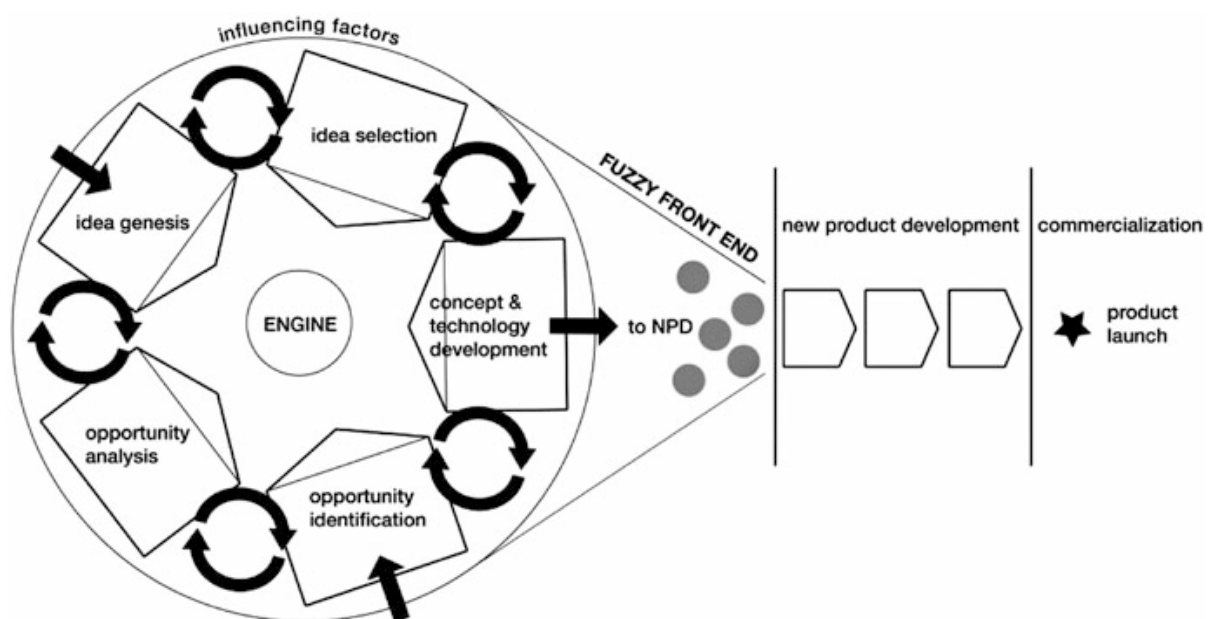 influencing factors
idea selection
idea genesis
ENGINE
concept &
technology
development
opportunity
analysis
opportunity
identification
FUZZY FRONT END
to NPD
new product development
commercialization
product
launch